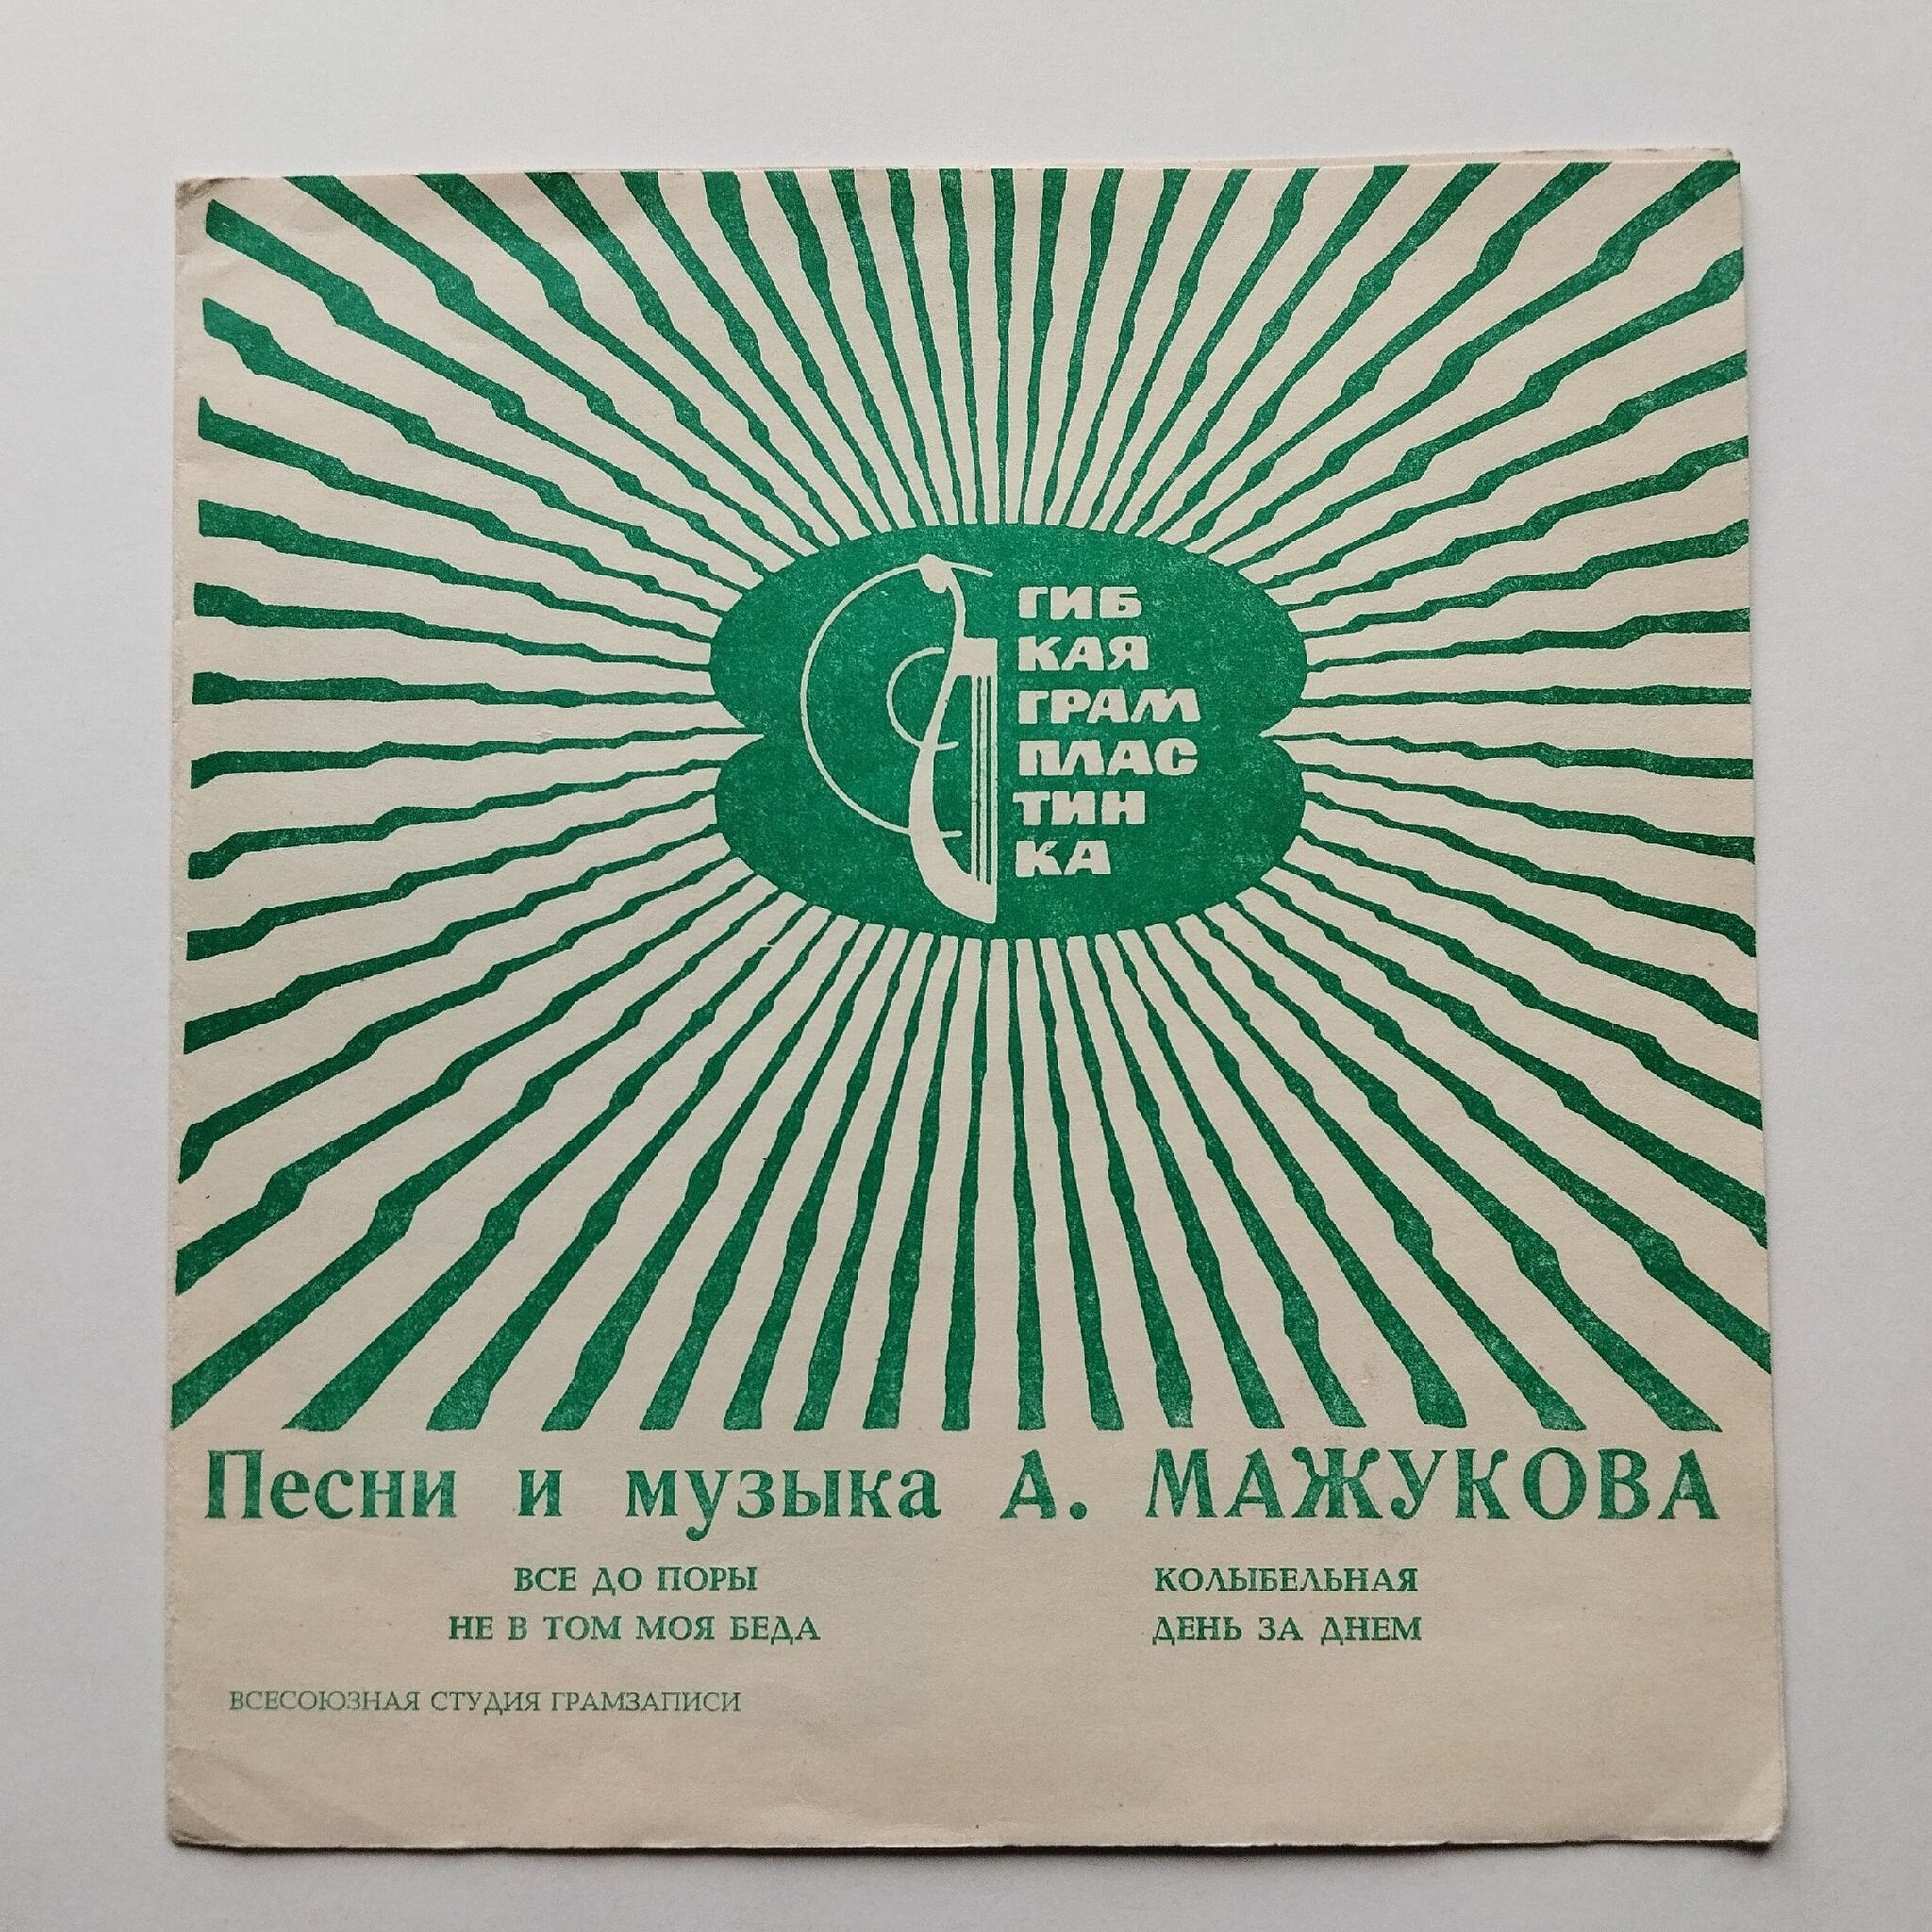 ГИБ
КАЯ
ГРАМ
ПЛАС
ТИН
КА
Песни и музыка А. МАЖУКОВА
ВСЕ ДО ПОРЫ
НЕ В ТОМ МОЯ БЕДА
КОЛЫБЕЛЬНАЯ
ДЕНЬ ЗА ДНЕМ
ВСЕСОЮЗНАЯ СТУДИЯ ГРАМЗАПИСИ